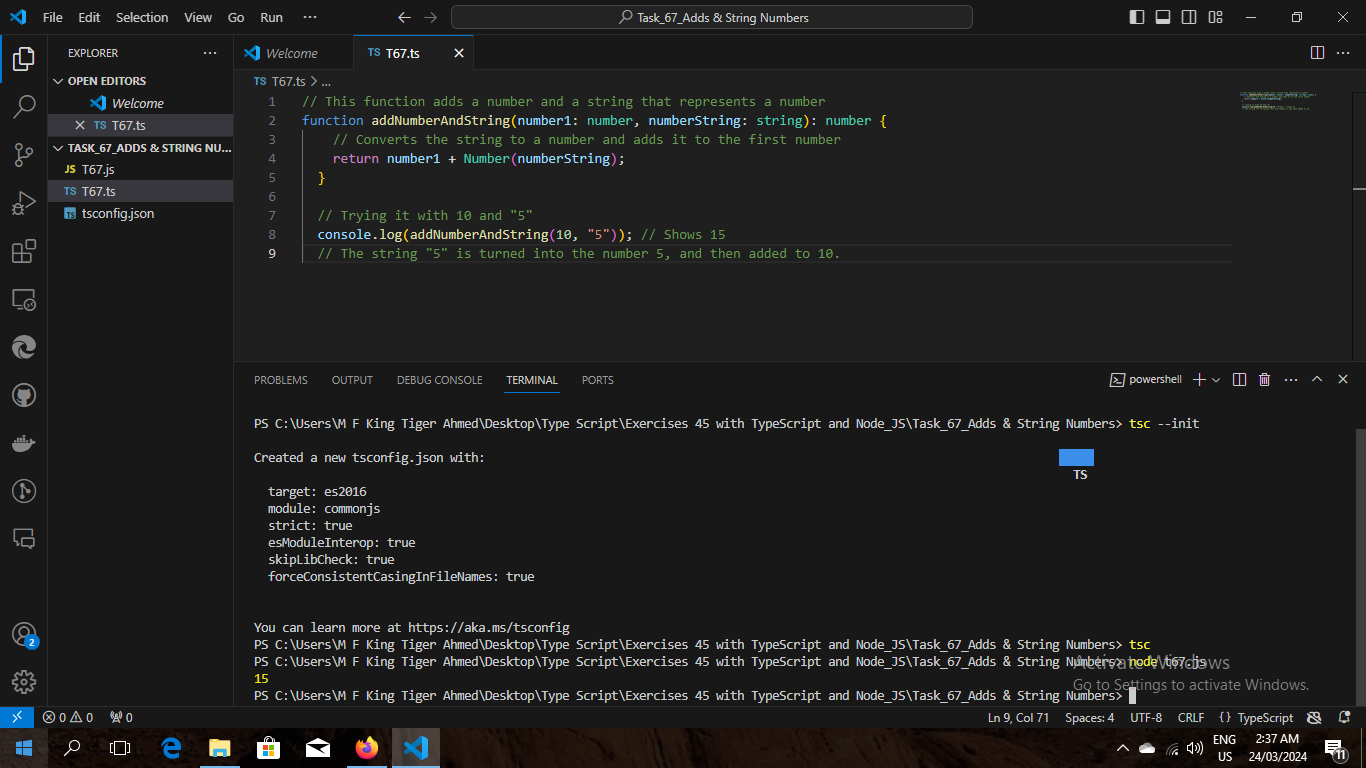 File Edit Selection View Go Run ··· Task_67_Adds & String Numbers
EXPLORER ···
OPEN EDITORS
Welcome
TS T67.ts
TASK_67_ADDS & STRING NU...
JS T67.js
TS T67.ts
TS tsconfig.json
Welcome TS T67.ts
TS T67.ts > ...
1 // This function adds a number and a string that represents a number
2 function addNumberAndString(number1: number, numberString: string): number {
3 // Converts the string to a number and adds it to the first number
4 return number1 + Number(numberString);
5 }
6
7 // Trying it with 10 and "5"
8 console.log(addNumberAndString(10, "5")); // Shows 15
9 // The string "5" is turned into the number 5, and then added to 10.
PROBLEMS OUTPUT DEBUG CONSOLE TERMINAL PORTS powershell
PS C:\Users\M F King Tiger Ahmed\Desktop\Type Script\Exercises 45 with TypeScript and Node_JS\Task_67_Adds & String Numbers> tsc --init
Created a new tsconfig.json with:
TS
target: es2016
module: commonjs
strict: true
esModuleInterop: true
skipLibCheck: true
forceConsistentCasingInFileNames: true
You can learn more at https://aka.ms/tsconfig
PS C:\Users\M F King Tiger Ahmed\Desktop\Type Script\Exercises 45 with TypeScript and Node_JS\Task_67_Adds & String Numbers> tsc
PS C:\Users\M F King Tiger Ahmed\Desktop\Type Script\Exercises 45 with TypeScript and Node_JS\Task_67_Adds & String Numbers> node t67.js
15
PS C:\Users\M F King Tiger Ahmed\Desktop\Type Script\Exercises 45 with TypeScript and Node_JS\Task_67_Adds & String Numbers>
Activate Windows
Go to Settings to activate Windows.
2
0 0 0 Ln 9, Col 71 Spaces: 4 UTF-8 CRLF {} TypeScript
ENG 2:37 AM
US 24/03/2024 11